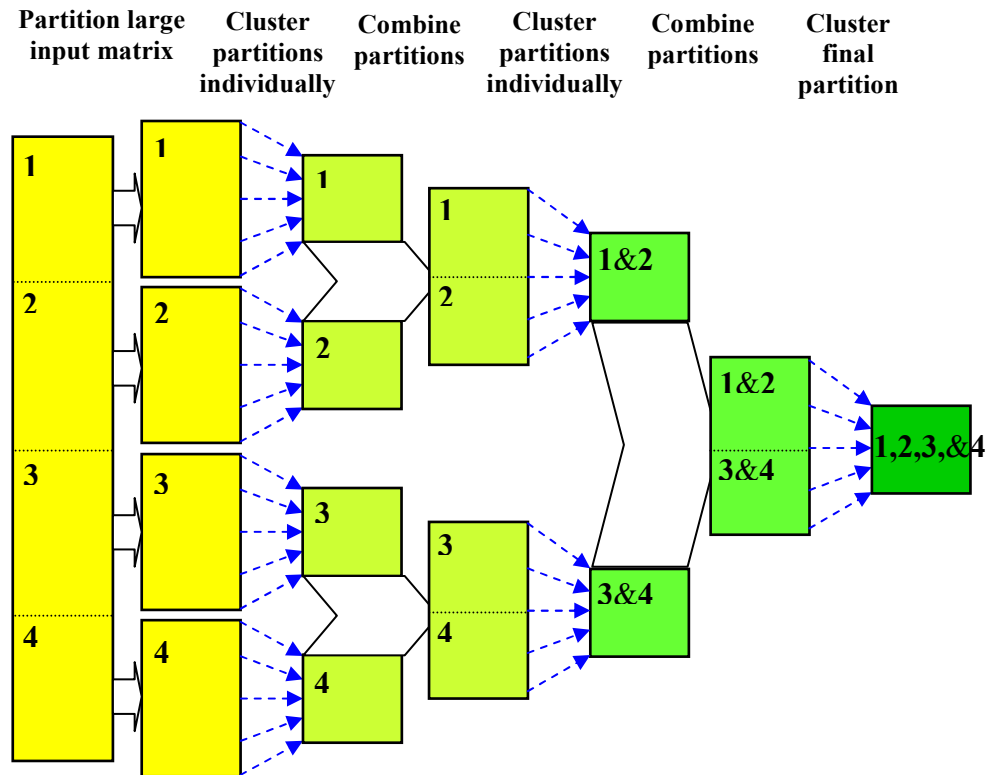 Partition large
input matrix
Cluster
partitions
individually
Combine
partitions
Cluster
partitions
individually
Combine
partitions
Cluster
final
partition
1
2
3
4
1
2
3
4
1
2
3
4
1
2
3
4
1&2
3&4
1&2
3&4
1,2,3,&4